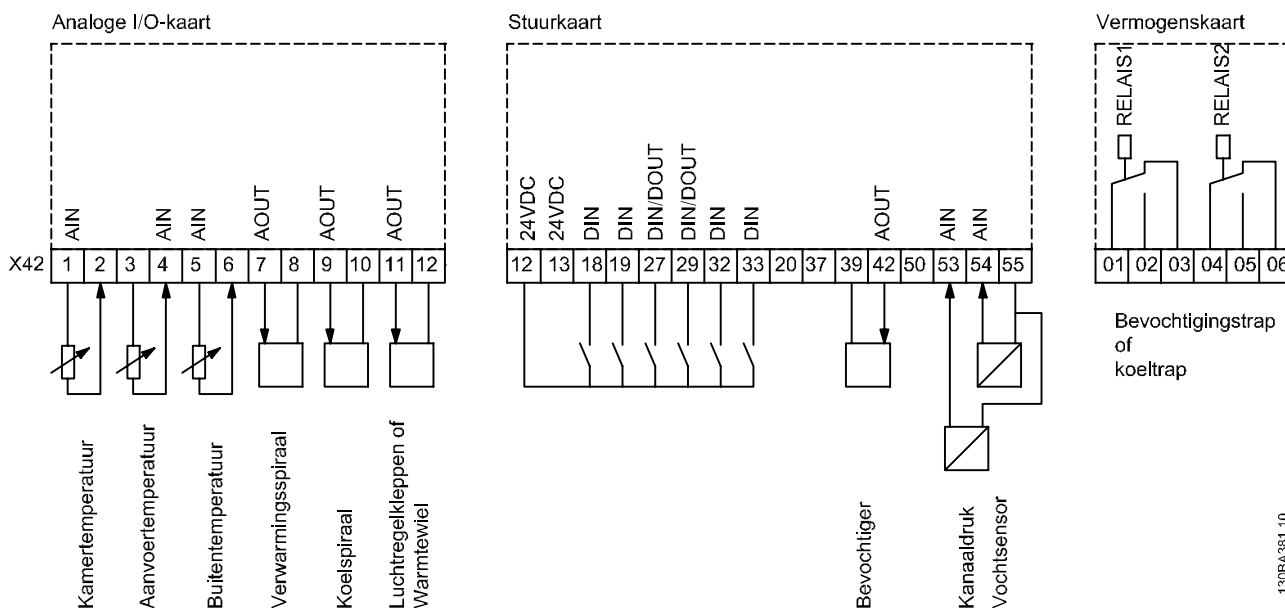 Analoge I/O-kaart
Stuurkaart
Vermogenskaart
AIN
AIN
AIN
AOUT
AOUT
AOUT
24VDC
24VDC
DIN
DIN
DIN/DOUT
DIN/DOUT
DIN
DIN
AOUT
AIN
AIN
RELAIS1
RELAIS2
X42 1 2 3 4 5 6 7 8 9 10 11 12
12 13 18 19 27 29 32 33 20 37 39 42 50 53 54 55
01 02 03 04 05 06
Kamertemperatuur
Aanvoertemperatuur
Buitentemperatuur
Verwarmingsspiraal
Koelspiraal
Luchtregelkleppen of
Warmtewiel
Bevochtiger
Kanaaldruk
Vochtsensor
Bevochtigingstrap
of
koeltrap
130BA381.10